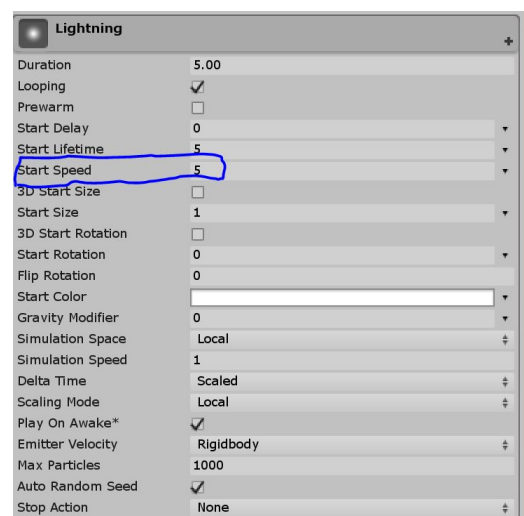 Lightning
Duration 5.00
Looping
Prewarm
Start Delay 0
Start Lifetime 5
Start Speed 5
3D Start Size
Start Size 1
3D Start Rotation
Start Rotation 0
Flip Rotation 0
Start Color
Gravity Modifier 0
Simulation Space Local
Simulation Speed 1
Delta Time Scaled
Scaling Mode Local
Play On Awake*
Emitter Velocity Rigidbody
Max Particles 1000
Auto Random Seed
Stop Action None